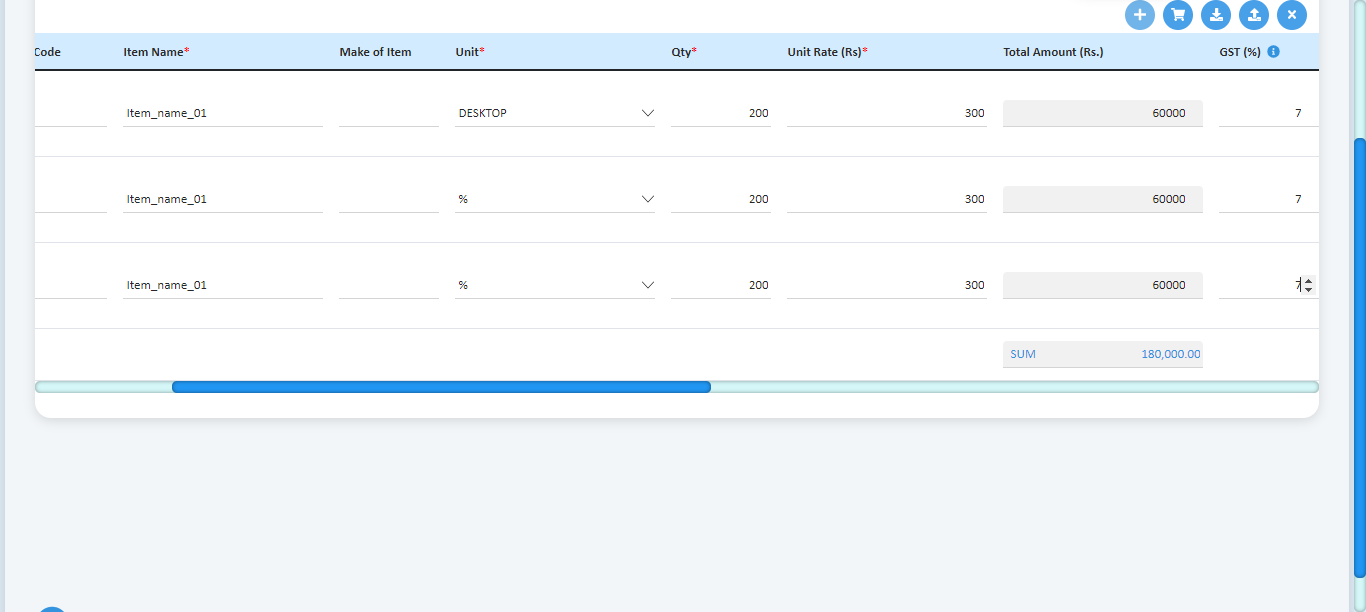 Code Item Name* Make of Item Unit* Qty* Unit Rate (Rs)* Total Amount (Rs.) GST (%)
Item_name_01 DESKTOP 200 300 60000 7
Item_name_01 % 200 300 60000 7
Item_name_01 % 200 300 60000 7
SUM 180,000.00